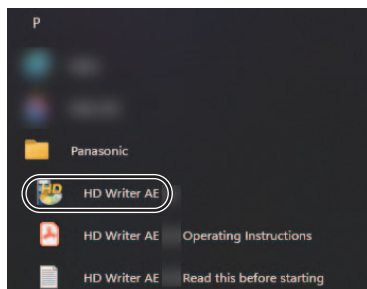 P
Panasonic
HD Writer AE
HD Writer AE Operating Instructions
HD Writer AE Read this before starting